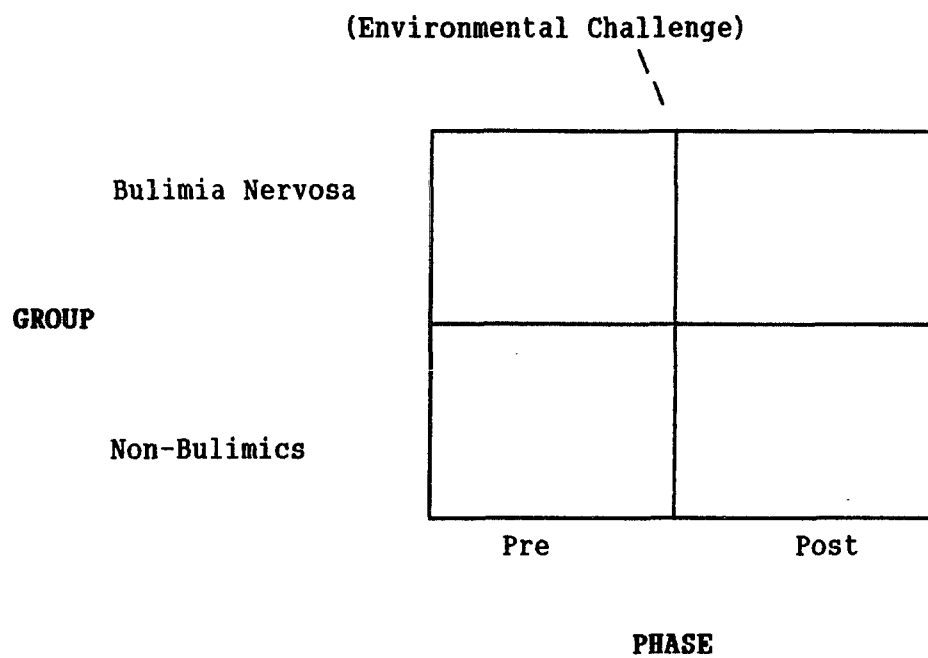 (Environmental Challenge)
Bulimia Nervosa
GROUP
Non-Bulimics
Pre Post
PHASE